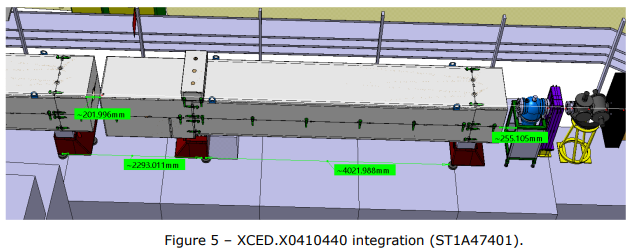 ~201.996mm
~255.105mm
~2293.011mm
~4021.988mm
Figure 5 – XCED.X0410440 integration (ST1A47401).